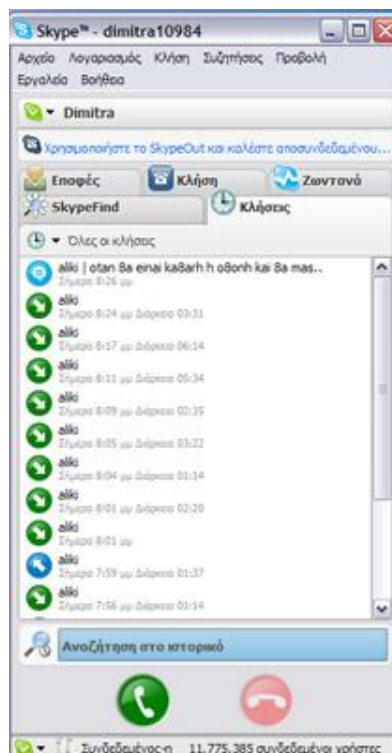 Skype™ - dimitra10984
Αρχείο Λογαριασμός Κλήση Συζητήσεις Προβολή
Εργαλεία Βοήθεια
Dimitra
Χρησιμοποιήστε το SkypeOut και καλέστε αποσυνδεδεμένου...
Επαφές Κλήση Ζωντανά
SkypeFind Κλήσεις
Όλες οι κλήσεις
aliki | otan 8a einai ka8arh h o8onh kai 8a mas..
Σήμερα 8:26 μμ
aliki
Σήμερα 8:24 μμ Διάρκεια 03:31
aliki
Σήμερα 8:17 μμ Διάρκεια 06:14
aliki
Σήμερα 8:11 μμ Διάρκεια 05:34
aliki
Σήμερα 8:09 μμ Διάρκεια 02:35
aliki
Σήμερα 8:05 μμ Διάρκεια 03:22
aliki
Σήμερα 8:04 μμ Διάρκεια 01:14
aliki
Σήμερα 8:01 μμ Διάρκεια 02:20
aliki
Σήμερα 8:01 μμ
aliki
Σήμερα 7:59 μμ Διάρκεια 01:37
aliki
Σήμερα 7:56 μμ Διάρκεια 01:14
Αναζήτηση στο ιστορικό
Συνδεδεμένος-η 11.775.385 συνδεδεμένοι χρήστες